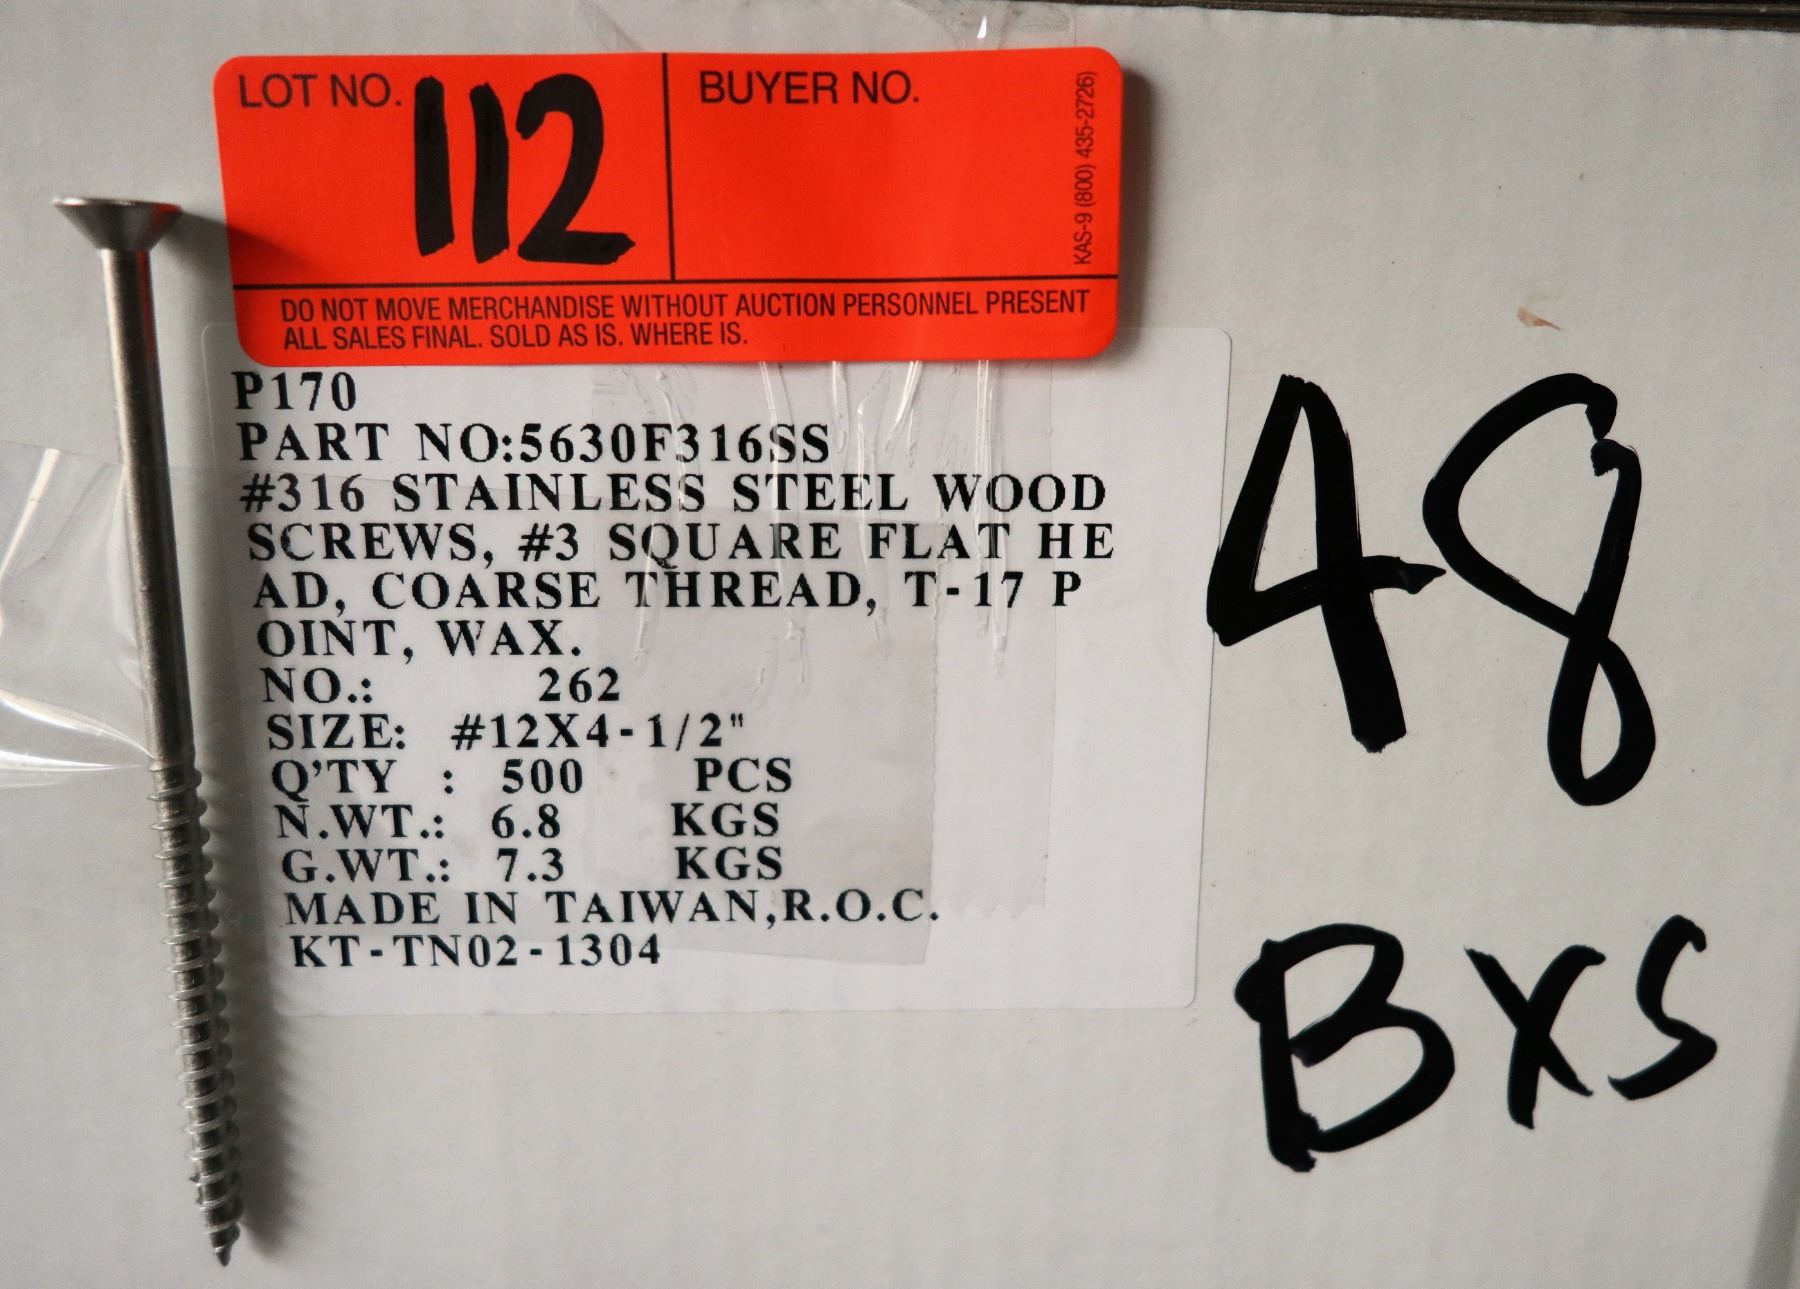 LOT NO. 112
BUYER NO.
KAS-9 (800) 435-2726)
DO NOT MOVE MERCHANDISE WITHOUT AUCTION PERSONNEL PRESENT
ALL SALES FINAL. SOLD AS IS. WHERE IS.
P170
PART NO:5630F316SS
#316 STAINLESS STEEL WOOD
SCREWS, #3 SQUARE FLAT HE
AD, COARSE THREAD, T-17 P
OINT, WAX.
NO.: 262
SIZE: #12X4-1/2"
Q'TY : 500 PCS
N.WT.: 6.8 KGS
G.WT.: 7.3 KGS
MADE IN TAIWAN,R.O.C.
KT-TN02-1304
48
BXS